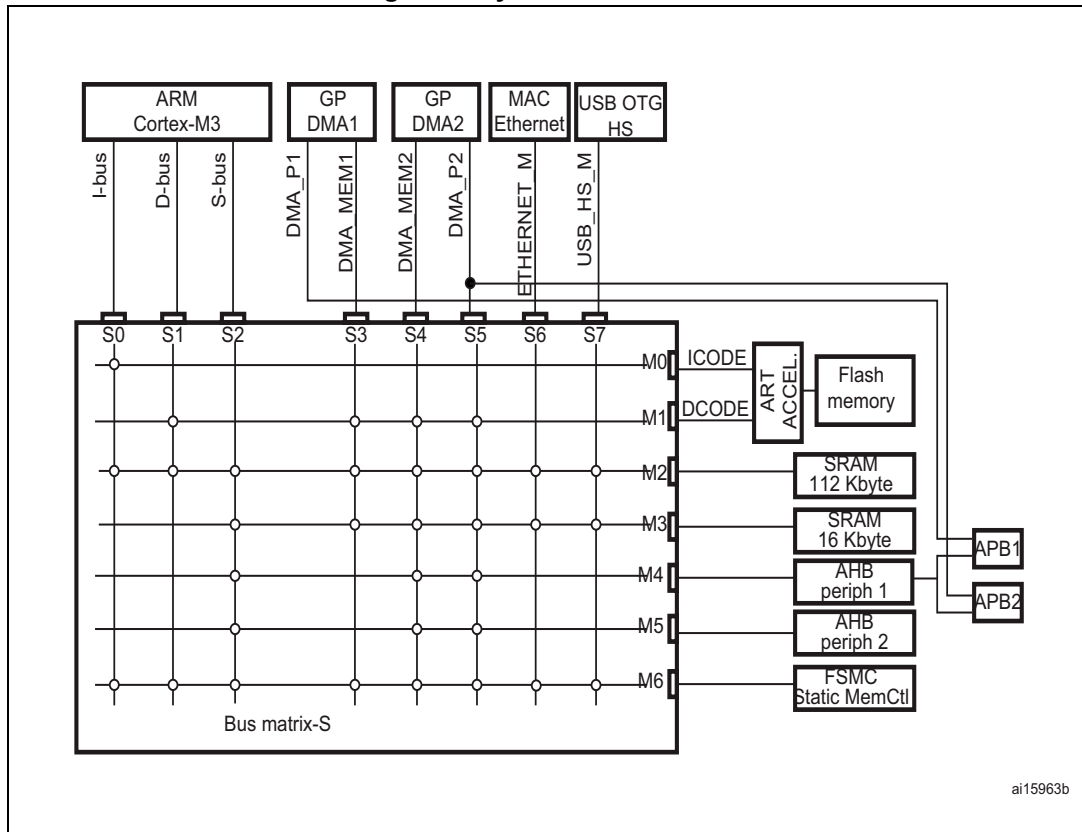 ARM
Cortex-M3
GP
DMA1
GP
DMA2
MAC
Ethernet
USB OTG
HS
I-bus
D-bus
S-bus
DMA_P1
DMA_MEM1
DMA_MEM2
DMA_P2
ETHERNET_M
USB_HS_M
S0 S1 S2 S3 S4 S5 S6 S7
M0
ICODE
ART
ACCEL.
Flash
memory
M1
DCODE
M2
SRAM
112 Kbyte
M3
SRAM
16 Kbyte
APB1
M4
AHB
periph 1
APB2
M5
AHB
periph 2
M6
FSMC
Static MemCtl
Bus matrix-S
ai15963b